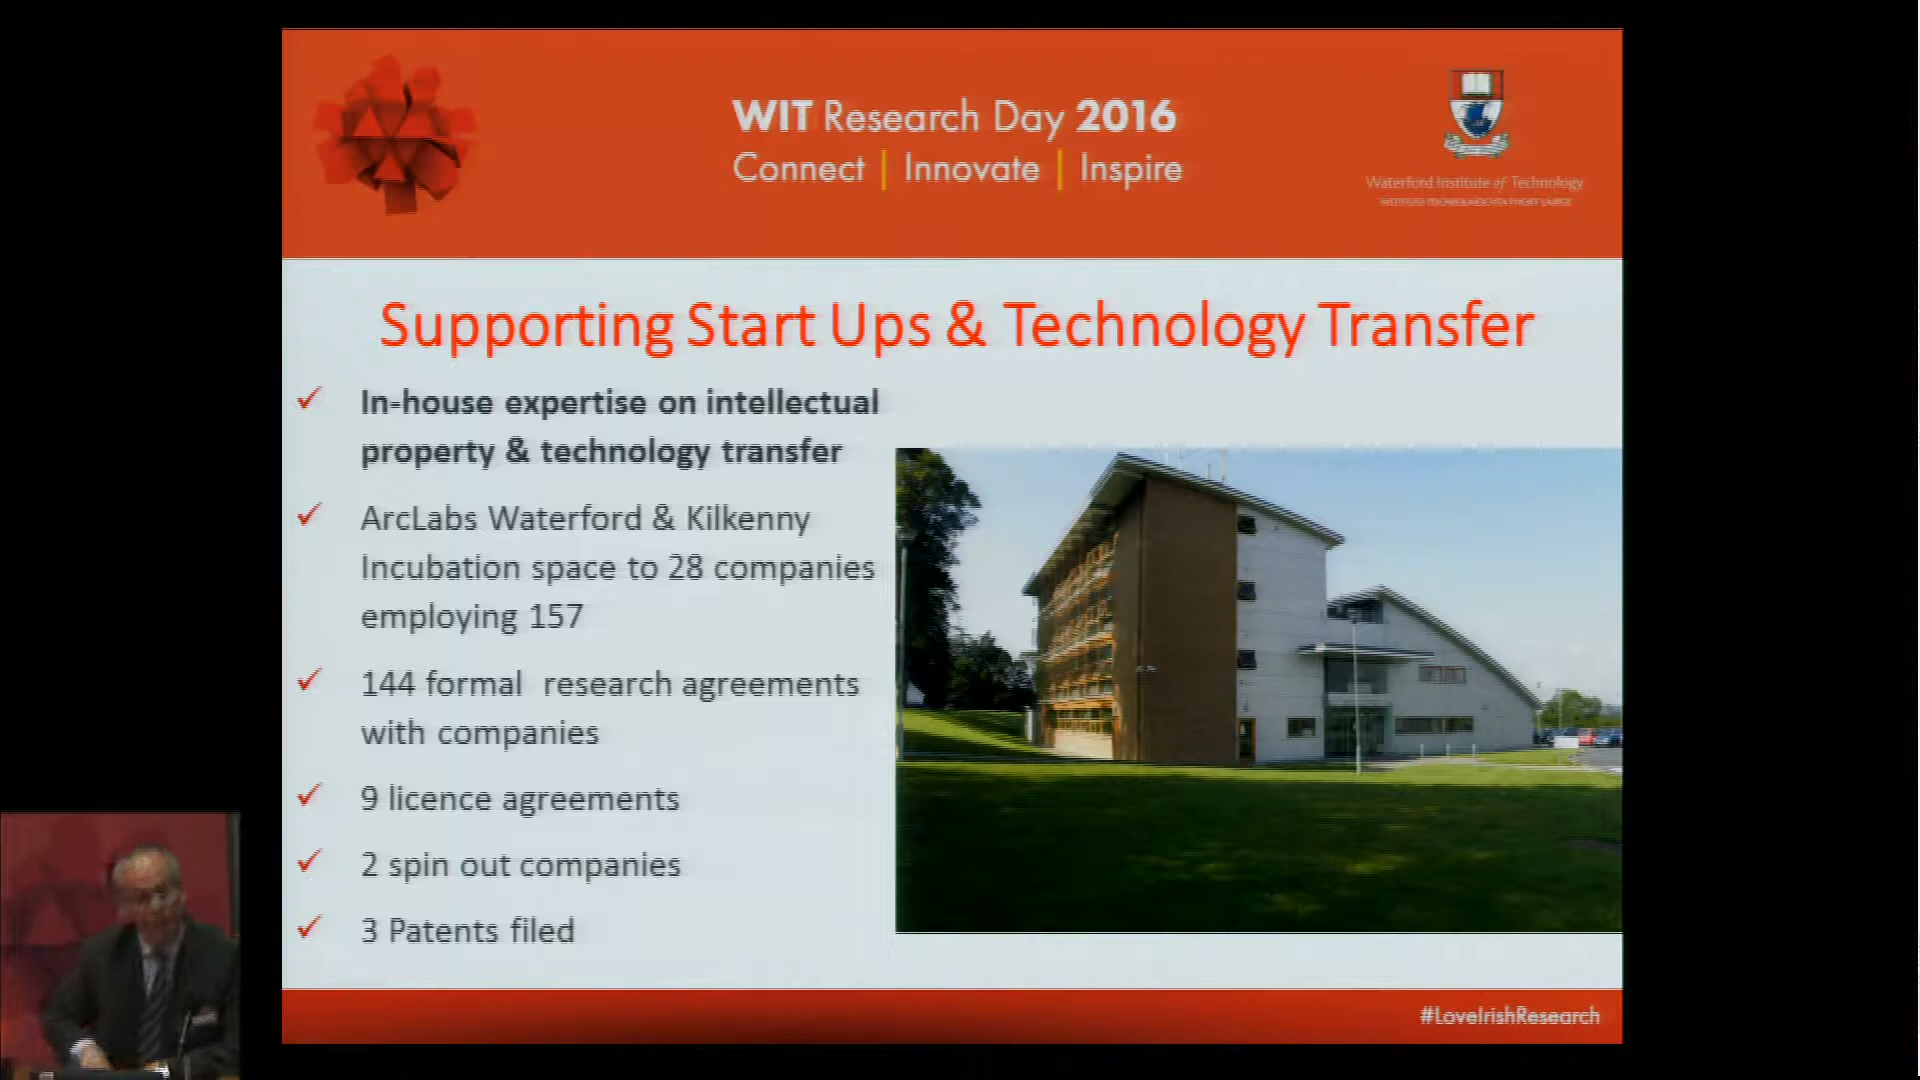 WIT Research Day 2016
Connect | Innovate | Inspire
Waterford Institute of Technology
Supporting Start Ups & Technology Transfer
In-house expertise on intellectual
property & technology transfer
ArcLabs Waterford & Kilkenny
Incubation space to 28 companies
employing 157
144 formal research agreements
with companies
9 licence agreements
2 spin out companies
3 Patents filed
#LoveIrishResearch